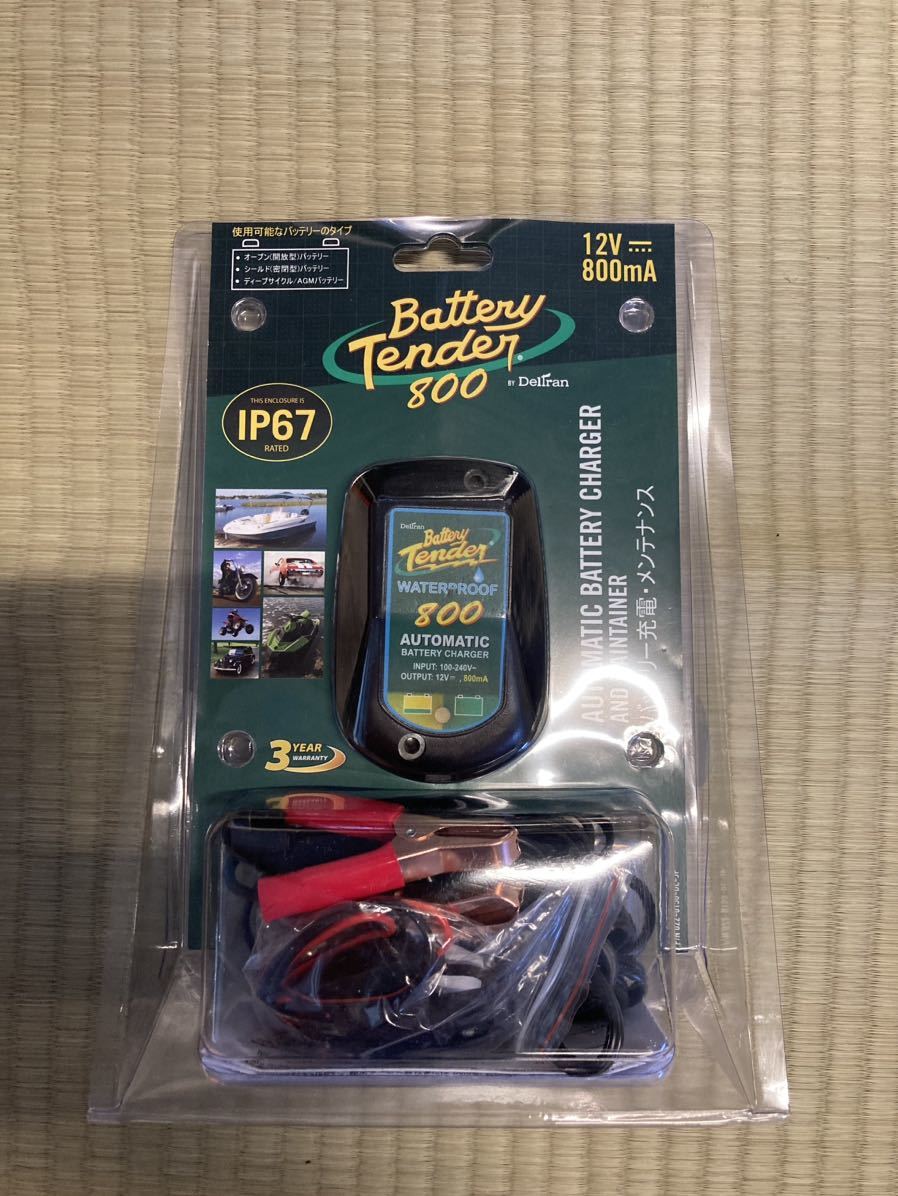 使用可能なバッテリーのタイプ
• オープン(開放型)バッテリー
• シールド(密閉型)バッテリー
• ディープサイクル/AGMバッテリー
12V
800mA
Battery
Tender®
800
BY Deltran
THIS ENCLOSURE IS
IP67
RATED
Deltran
Battery
Tender®
WATERPROOF
800
AUTOMATIC
BATTERY CHARGER
INPUT: 100-240V~
OUTPUT: 12V⎓, 800mA
3 YEAR
WARRANTY
AUTOMATIC BATTERY CHARGER
AND MAINTAINER
リー充電・メンテナンス